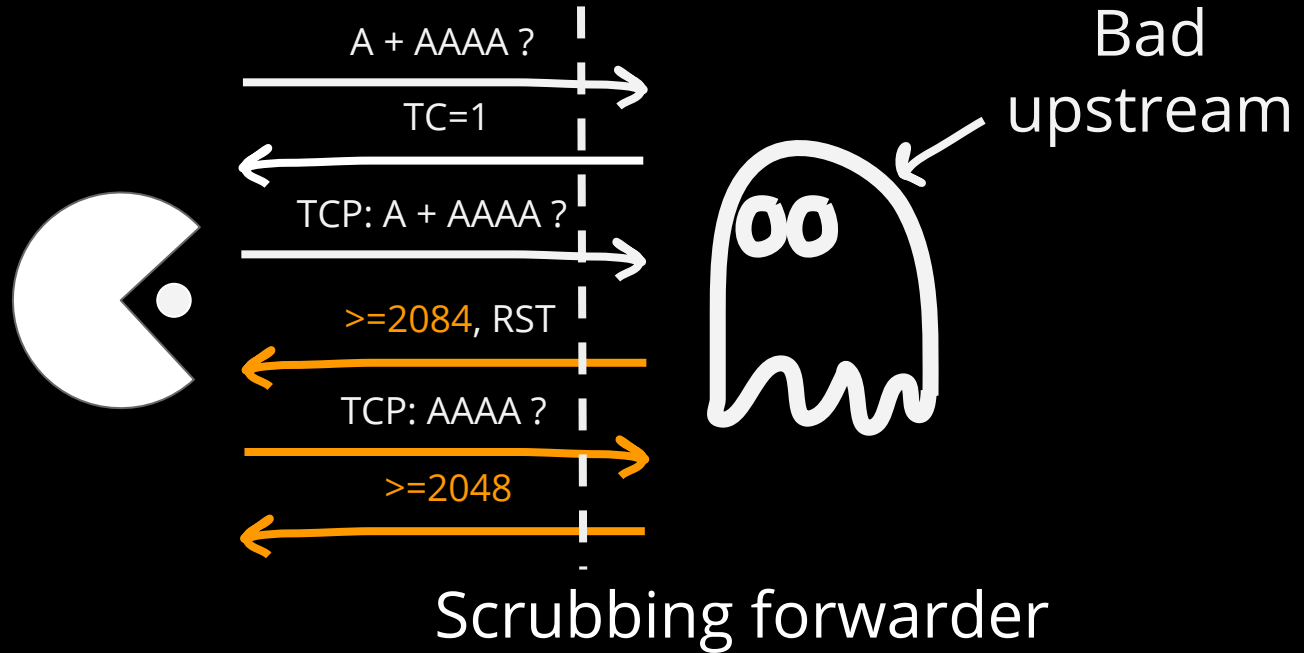 A + AAAA ?
TC=1
TCP: A + AAAA ?
>=2084, RST
TCP: AAAA ?
>=2048
Bad
upstream
Scrubbing forwarder